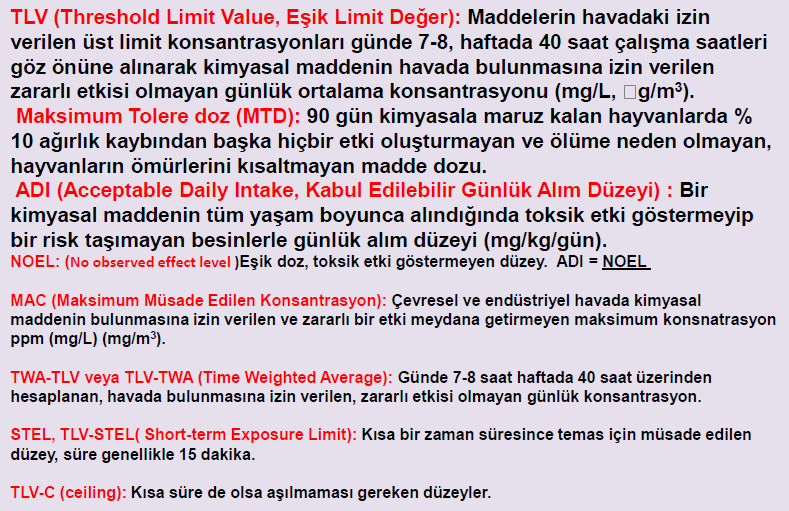 TLV (Threshold Limit Value, Eşik Limit Değer): Maddelerin havadaki izin
verilen üst limit konsantrasyonları günde 7-8, haftada 40 saat çalışma saatleri
göz önüne alınarak kimyasal maddenin havada bulunmasına izin verilen
zararlı etkisi olmayan günlük ortalama konsantrasyonu (mg/L, □g/m³).
Maksimum Tolere doz (MTD): 90 gün kimyasala maruz kalan hayvanlarda %
10 ağırlık kaybından başka hiçbir etki oluşturmayan ve ölüme neden olmayan,
hayvanların ömürlerini kısaltmayan madde dozu.
ADI (Acceptable Daily Intake, Kabul Edilebilir Günlük Alım Düzeyi) : Bir
kimyasal maddenin tüm yaşam boyunca alındığında toksik etki göstermeyip
bir risk taşımayan besinlerle günlük alım düzeyi (mg/kg/gün).
NOEL: (No observed effect level )Eşik doz, toksik etki göstermeyen düzey. ADI = NOEL
MAC (Maksimum Müsade Edilen Konsantrasyon): Çevresel ve endüstriyel havada kimyasal
maddenin bulunmasına izin verilen ve zararlı bir etki meydana getirmeyen maksimum konsnatrasyon
ppm (mg/L) (mg/m³).
TWA-TLV veya TLV-TWA (Time Weighted Average): Günde 7-8 saat haftada 40 saat üzerinden
hesaplanan, havada bulunmasına izin verilen, zararlı etkisi olmayan günlük konsantrasyon.
STEL, TLV-STEL( Short-term Exposure Limit): Kısa bir zaman süresince temas için müsade edilen
düzey, süre genellikle 15 dakika.
TLV-C (ceiling): Kısa süre de olsa aşılmaması gereken düzeyler.